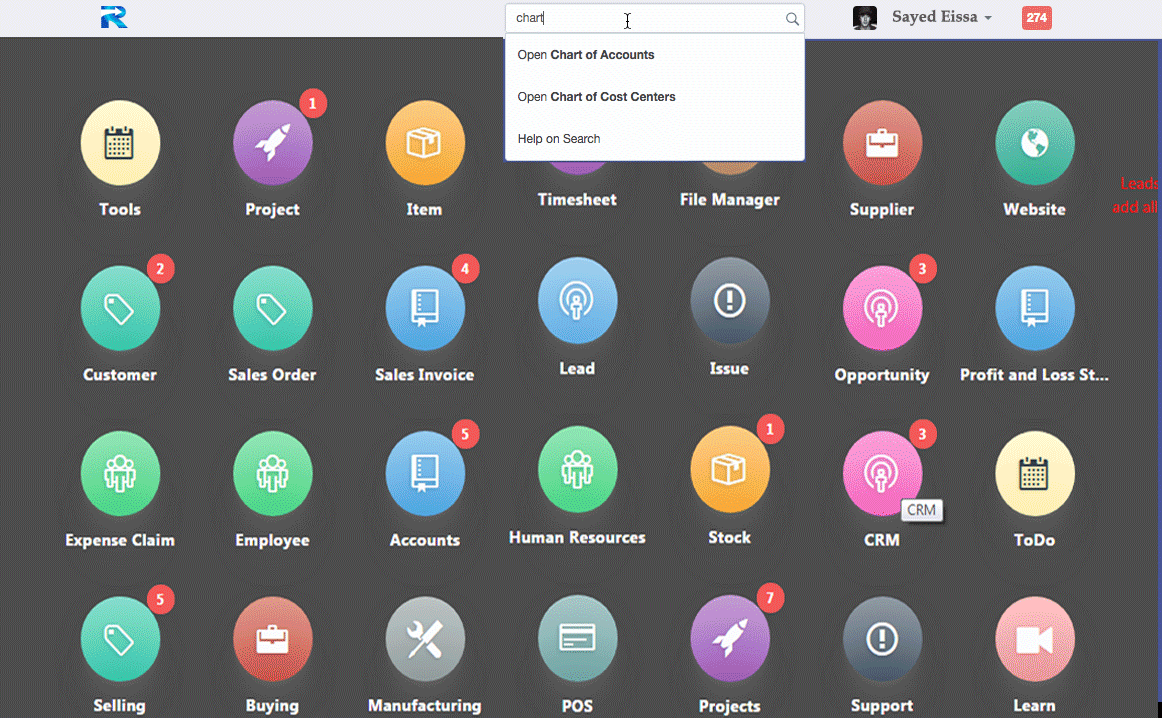 chart
Sayed Eissa
274
Open Chart of Accounts
Open Chart of Cost Centers
Help on Search
1
Tools
Project
Item
Timesheet
File Manager
Supplier
Website
Leads
add all
2
4
3
Customer
Sales Order
Sales Invoice
Lead
Issue
Opportunity
Profit and Loss St...
5
1
3
CRM
Expense Claim
Employee
Accounts
Human Resources
Stock
CRM
ToDo
5
7
Selling
Buying
Manufacturing
POS
Projects
Support
Learn